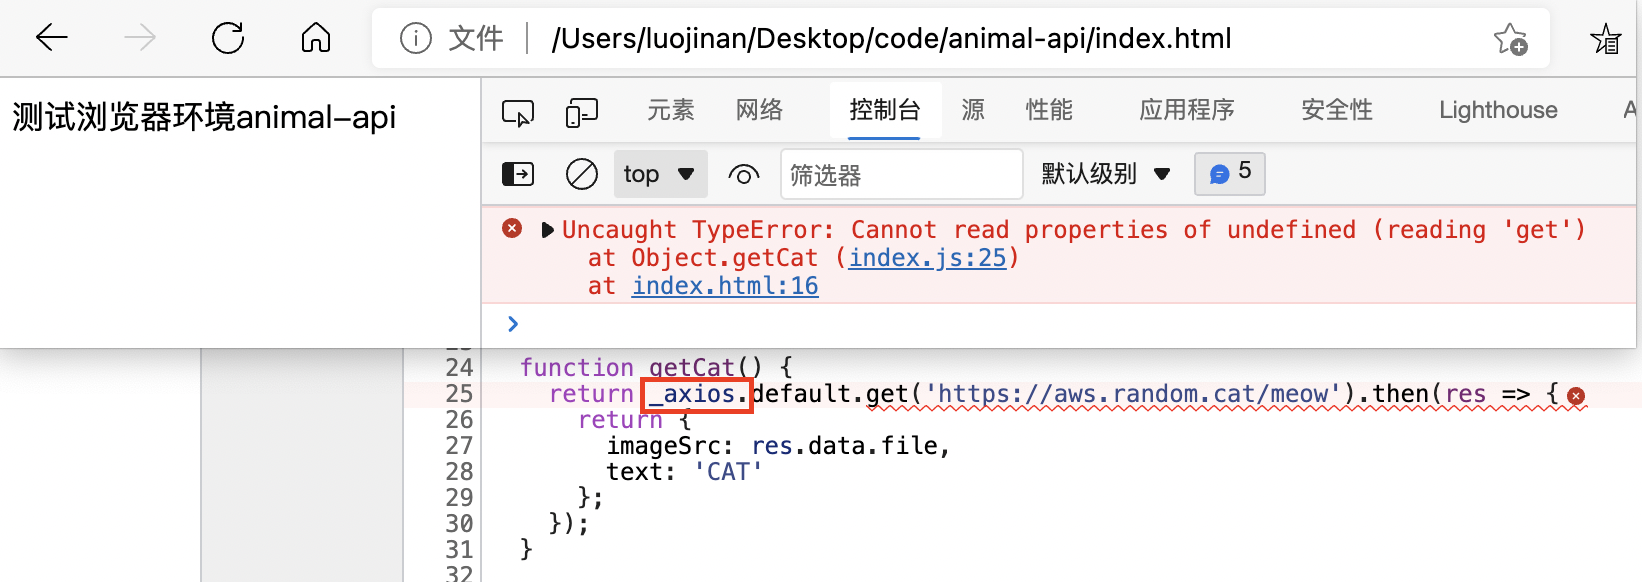 文件 /Users/luojinan/Desktop/code/animal-api/index.html
测试浏览器环境animal-api
元素 网络 控制台 源 性能 应用程序 安全性 Lighthouse
top 筛选器 默认级别 5
Uncaught TypeError: Cannot read properties of undefined (reading 'get')
at Object.getCat (index.js:25)
at index.html:16
24 function getCat() {
25 return _axios.default.get('https://aws.random.cat/meow').then(res => {
26 return {
27 imageSrc: res.data.file,
28 text: 'CAT'
29 };
30 });
31 }
32